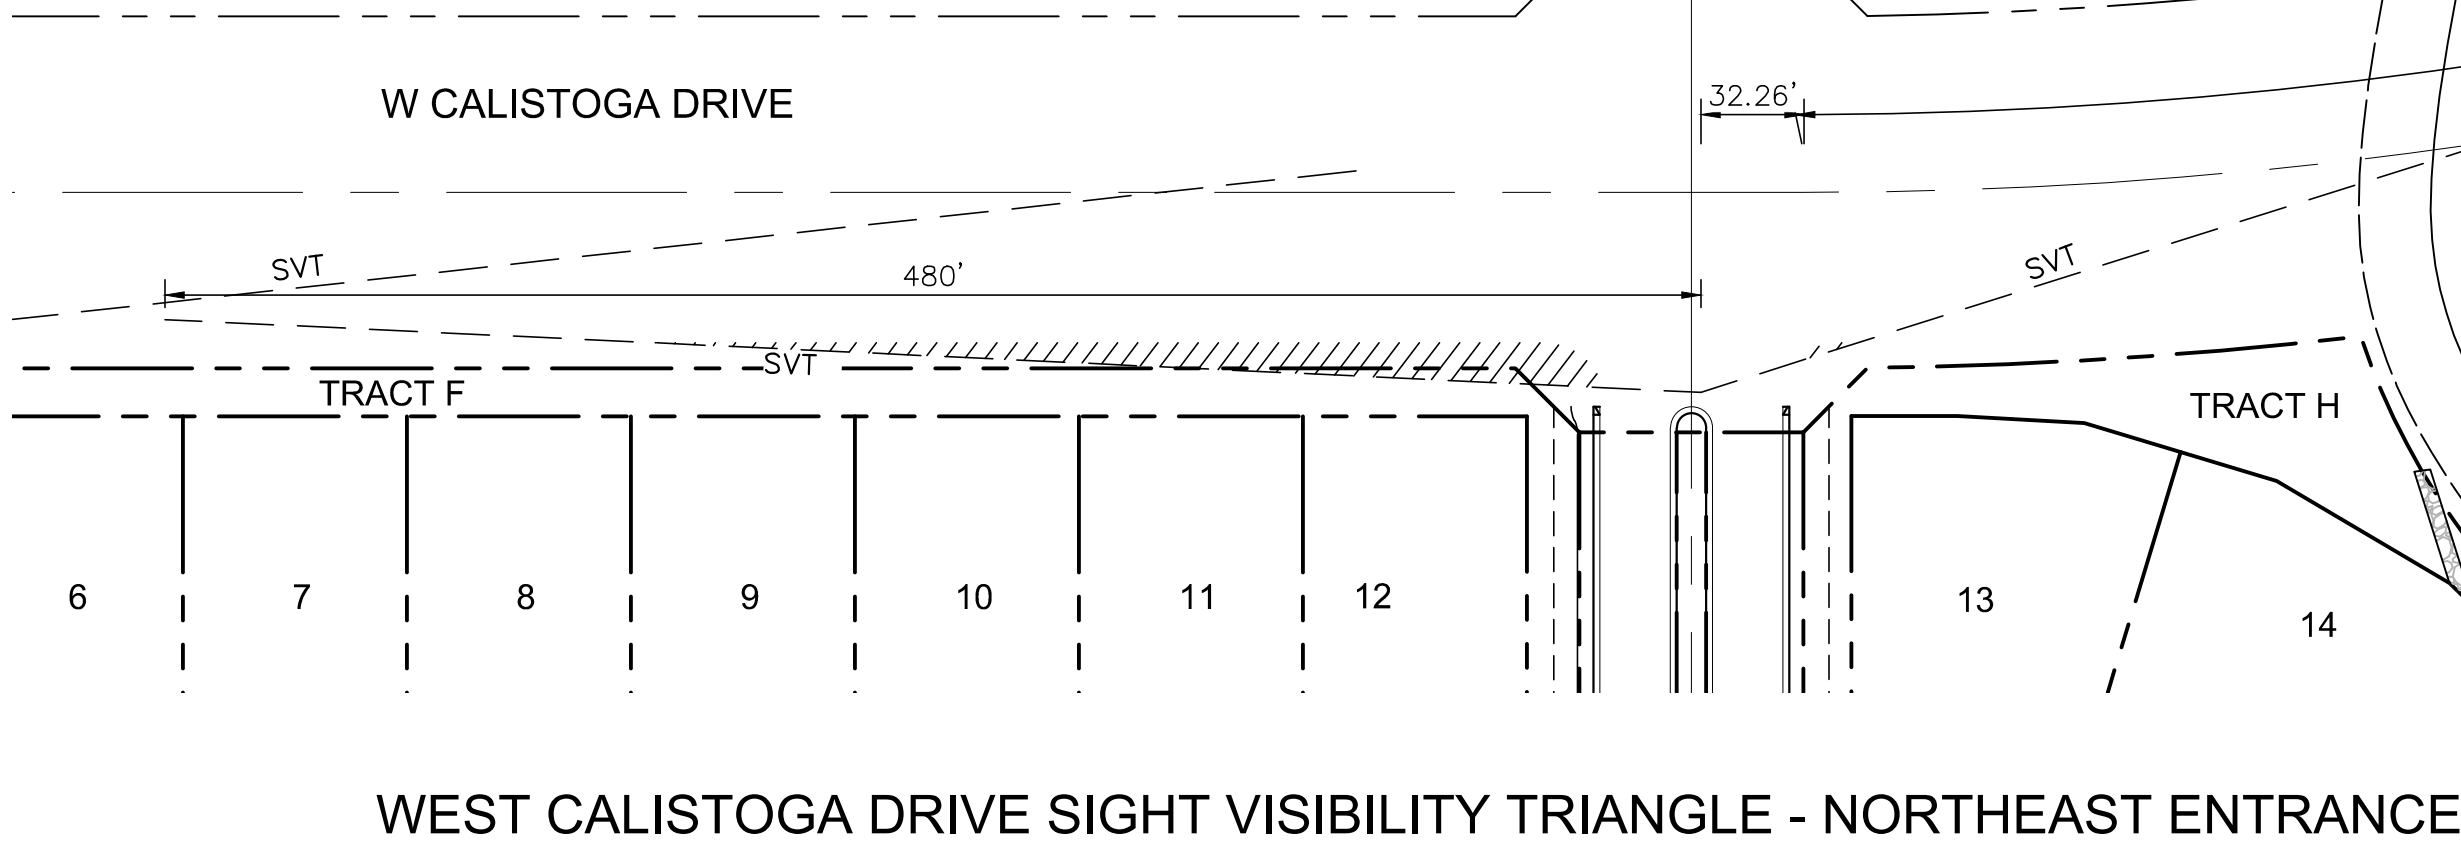 32.26'
W CALISTOGA DRIVE
SVT
SVT
480'
SVT
TRACT F
TRACT H
6 7 8 9 10 11 12 13 14
WEST CALISTOGA DRIVE SIGHT VISIBILITY TRIANGLE - NORTHEAST ENTRANCE